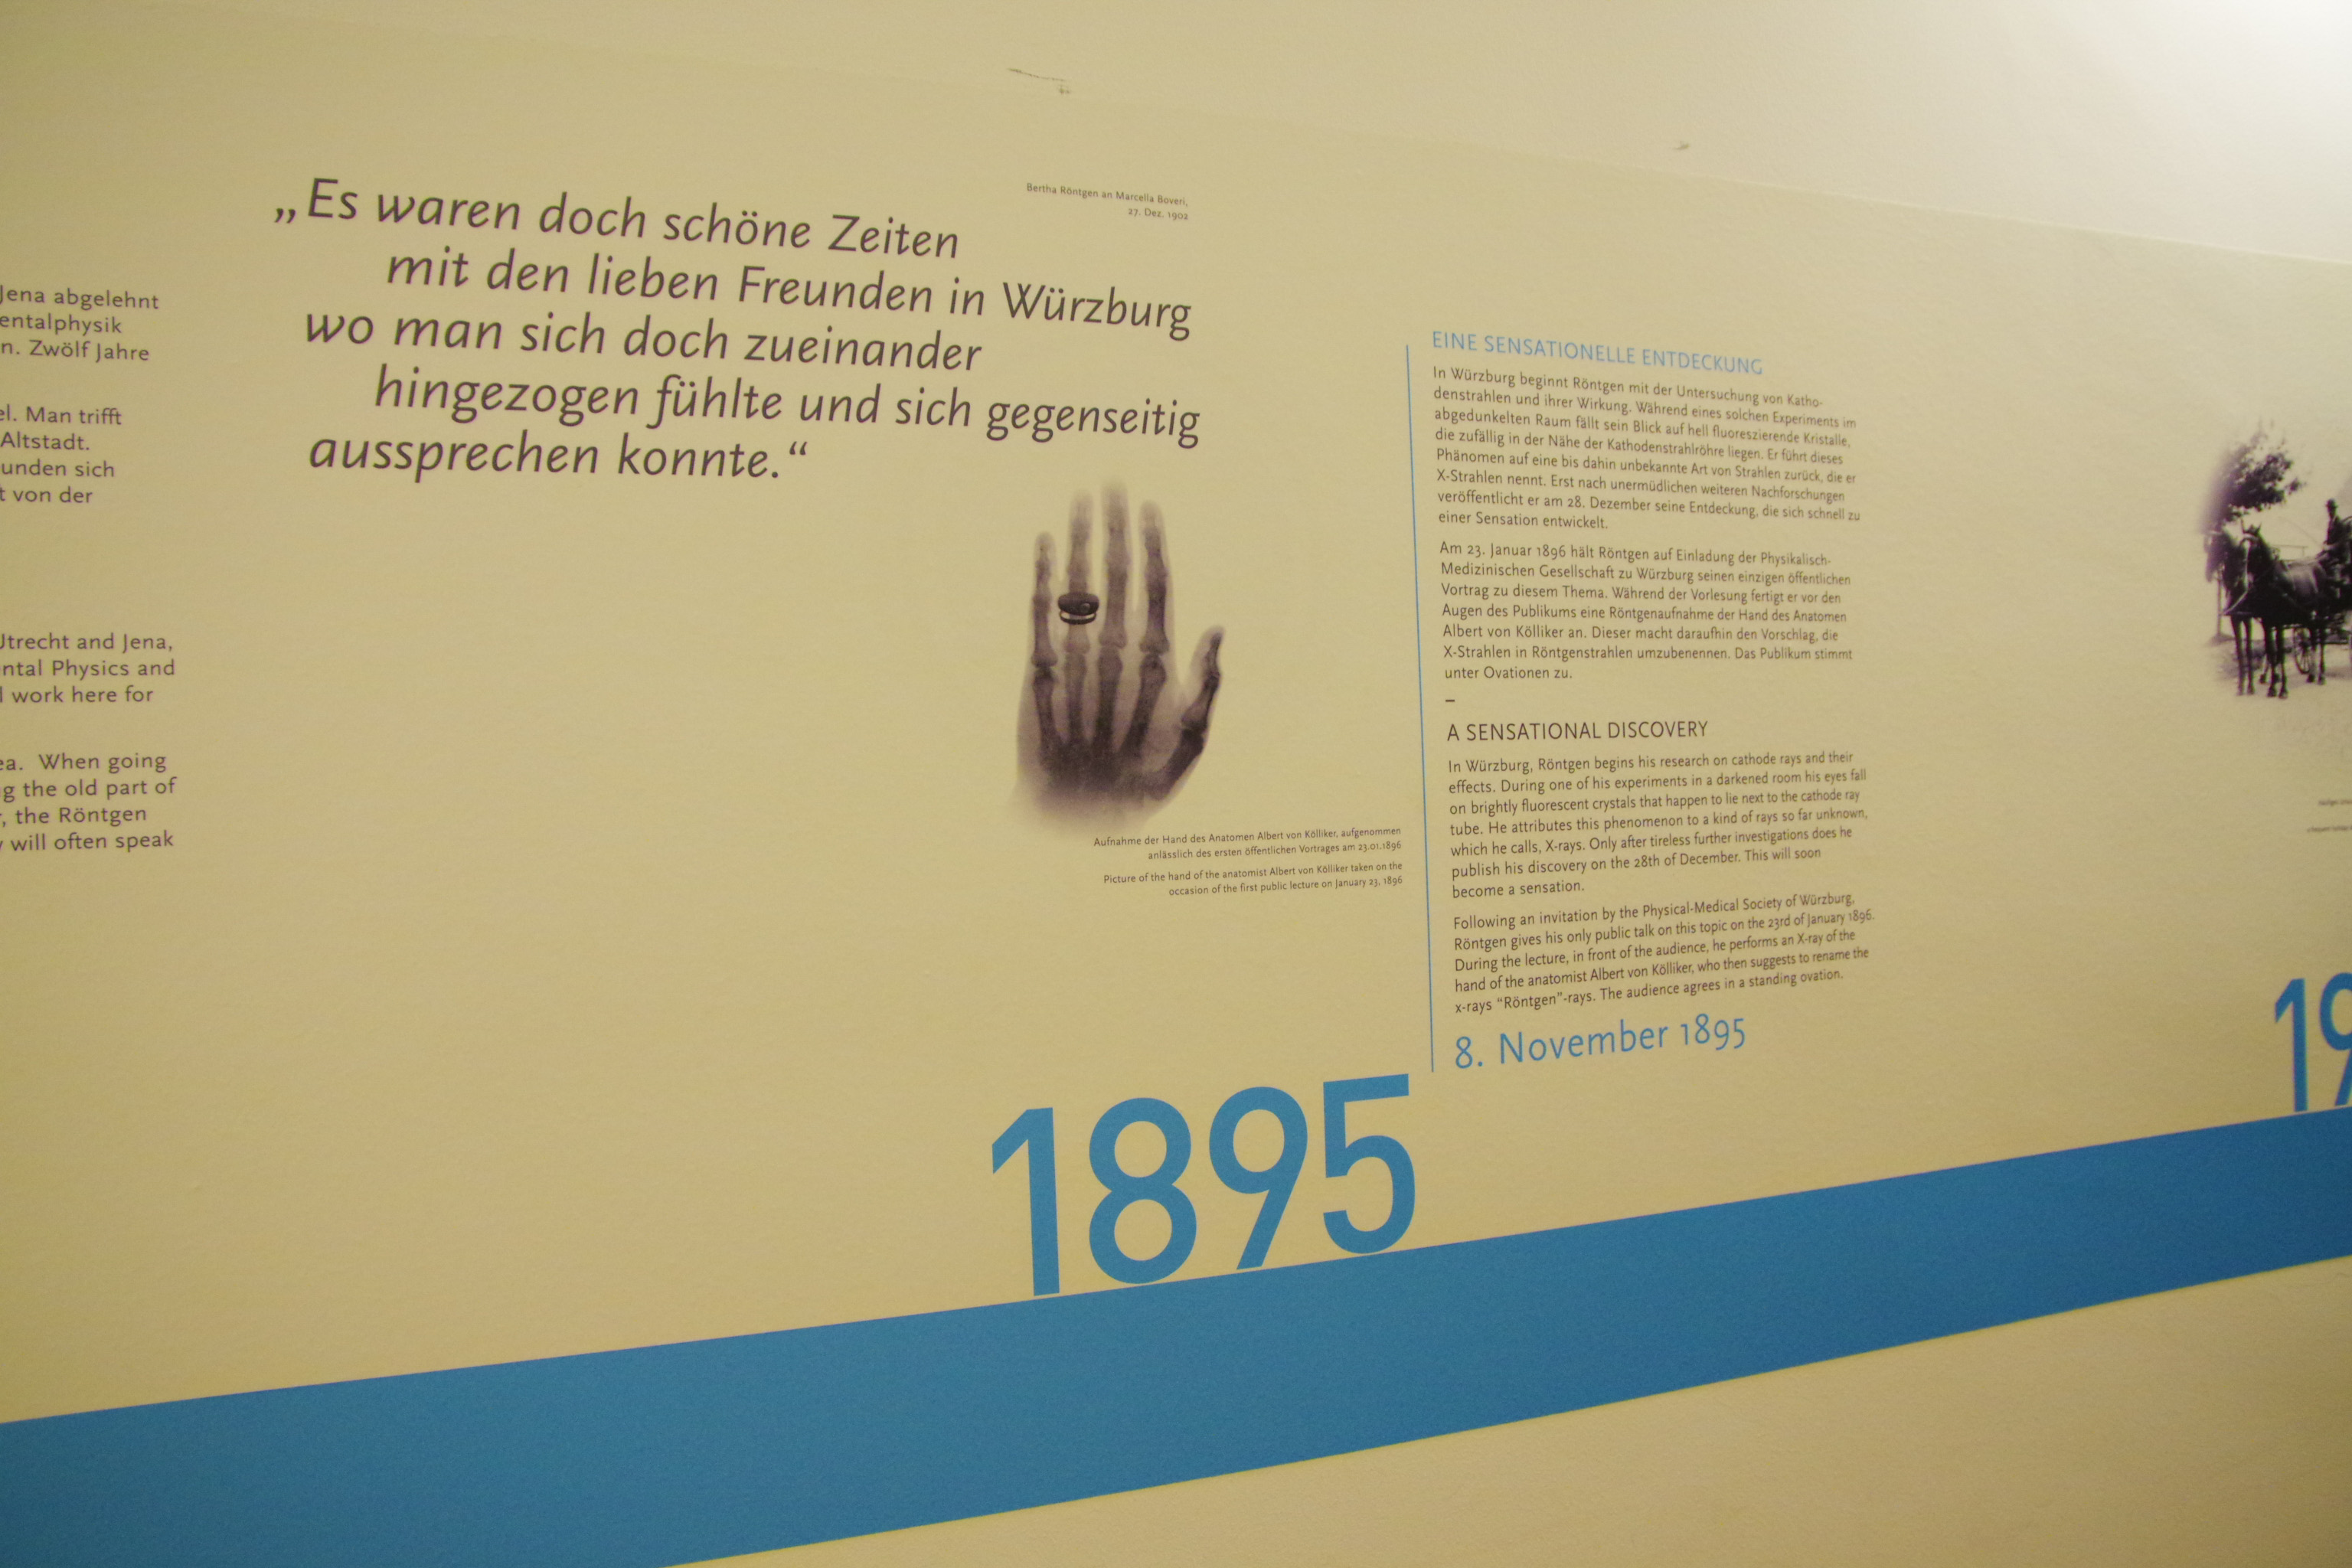 Jena abgelehnt
entalphysik
n. Zwölf Jahre
el. Man trifft
Altstadt.
unden sich
t von der
Utrecht and Jena,
ntal Physics and
l work here for
ea. When going
g the old part of
r, the Röntgen
y will often speak
„Es waren doch schöne Zeiten
mit den lieben Freunden in Würzburg
wo man sich doch zueinander
hingezogen fühlte und sich gegenseitig
aussprechen konnte.“
Bertha Röntgen an Marcella Boveri,
27. Dez. 1902
Aufnahme der Hand des Anatomen Albert von Kölliker, aufgenommen
anlässlich des ersten öffentlichen Vortrages am 23.01.1896
Picture of the hand of the anatomist Albert von Kölliker taken on the
occasion of the first public lecture on January 23, 1896
EINE SENSATIONELLE ENTDECKUNG
In Würzburg beginnt Röntgen mit der Untersuchung von Katho-
denstrahlen und ihrer Wirkung. Während eines solchen Experiments im
abgedunkelten Raum fällt sein Blick auf hell fluoreszierende Kristalle,
die zufällig in der Nähe der Kathodenstrahlröhre liegen. Er führt dieses
Phänomen auf eine bis dahin unbekannte Art von Strahlen zurück, die er
X-Strahlen nennt. Erst nach unermüdlichen weiteren Nachforschungen
veröffentlicht er am 28. Dezember seine Entdeckung, die sich schnell zu
einer Sensation entwickelt.
Am 23. Januar 1896 hält Röntgen auf Einladung der Physikalisch-
Medizinischen Gesellschaft zu Würzburg seinen einzigen öffentlichen
Vortrag zu diesem Thema. Während der Vorlesung fertigt er vor den
Augen des Publikums eine Röntgenaufnahme der Hand des Anatomen
Albert von Kölliker an. Dieser macht daraufhin den Vorschlag, die
X-Strahlen in Röntgenstrahlen umzubenennen. Das Publikum stimmt
unter Ovationen zu.
–
A SENSATIONAL DISCOVERY
In Würzburg, Röntgen begins his research on cathode rays and their
effects. During one of his experiments in a darkened room his eyes fall
on brightly fluorescent crystals that happen to lie next to the cathode ray
tube. He attributes this phenomenon to a kind of rays so far unknown,
which he calls, X-rays. Only after tireless further investigations does he
publish his discovery on the 28th of December. This will soon
become a sensation.
Following an invitation by the Physical-Medical Society of Würzburg,
Röntgen gives his only public talk on this topic on the 23rd of January 1896.
During the lecture, in front of the audience, he performs an X-ray of the
hand of the anatomist Albert von Kölliker, who then suggests to rename the
x-rays “Röntgen”-rays. The audience agrees in a standing ovation.
8. November 1895
1895
19